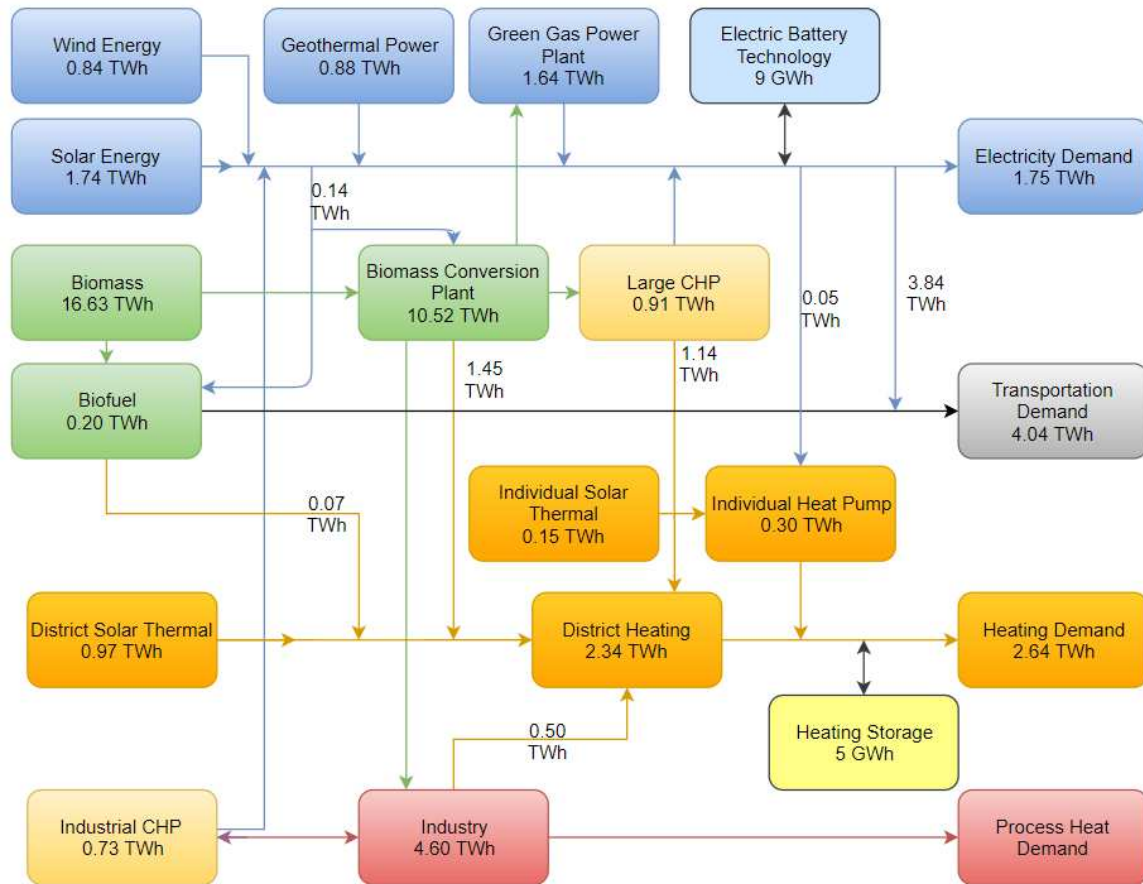 Wind Energy
0.84 TWh
Geothermal Power
0.88 TWh
Green Gas Power
Plant
1.64 TWh
Electric Battery
Technology
9 GWh
Solar Energy
1.74 TWh
Electricity Demand
1.75 TWh
0.14
TWh
Biomass
16.63 TWh
Biomass Conversion
Plant
10.52 TWh
Large CHP
0.91 TWh
0.05
TWh
3.84
TWh
Biofuel
0.20 TWh
1.45
TWh
1.14
TWh
Transportation
Demand
4.04 TWh
0.07
TWh
Individual Solar
Thermal
0.15 TWh
Individual Heat Pump
0.30 TWh
District Solar Thermal
0.97 TWh
District Heating
2.34 TWh
Heating Demand
2.64 TWh
0.50
TWh
Heating Storage
5 GWh
Industrial CHP
0.73 TWh
Industry
4.60 TWh
Process Heat
Demand